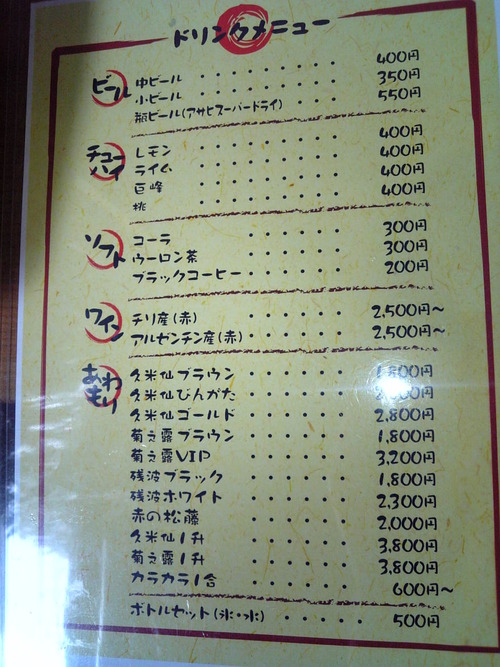 ドリンクメニュー
ビール
中ビール ・・・・・・・・・ 400円
小ビール ・・・・・・・・・ 350円
瓶ビール(アサヒスーパードライ) ・・・ 550円
チューハイ
レモン ・・・・・・・・・ 400円
ライム ・・・・・・・・・ 400円
巨峰 ・・・・・・・・・ 400円
桃 ・・・・・・・・・ 400円
ソフト
コーラ ・・・・・・・ 300円
ウーロン茶 ・・・・・・・ 300円
ブラックコーヒー ・・・・・・ 200円
ワイン
チリ産(赤) ・・・・・・ 2,500円〜
アルゼンチン産(赤) ・・・・・・ 2,500円〜
あわもり
久米仙ブラウン ・・・・・・
久米仙びんがた ・・・・・・
久米仙ゴールド ・・・・・・ 2,800円
菊之露ブラウン ・・・・・・ 1,800円
菊之露VIP ・・・・・・ 3,200円
残波ブラック ・・・・・・ 1,800円
残波ホワイト ・・・・・・ 2,300円
赤の松藤 ・・・・・・ 2,000円
久米仙1升 ・・・・・・ 3,800円
菊之露1升 ・・・・・・ 3,800円
カラカラ1合 ・・・・・・ 600円〜
ボトルセット(氷・水) ・・・・・ 500円